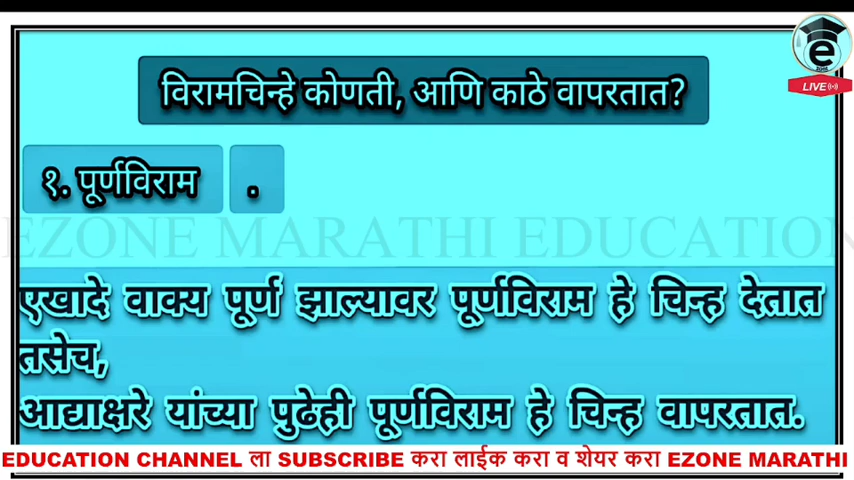 विरामचिन्हे कोणती, आणि काठे वापरतात?
e
LIVE
१. पूर्णविराम .
EZONE MARATHI EDUCATION
एखादे वाक्य पूर्ण झाल्यावर पूर्णविराम हे चिन्ह देतात
तसेच,
आद्याक्षरे यांच्या पुढेही पूर्णविराम हे चिन्ह वापरतात.
EDUCATION CHANNEL ला SUBSCRIBE करा लाईक करा व शेयर करा EZONE MARATHI